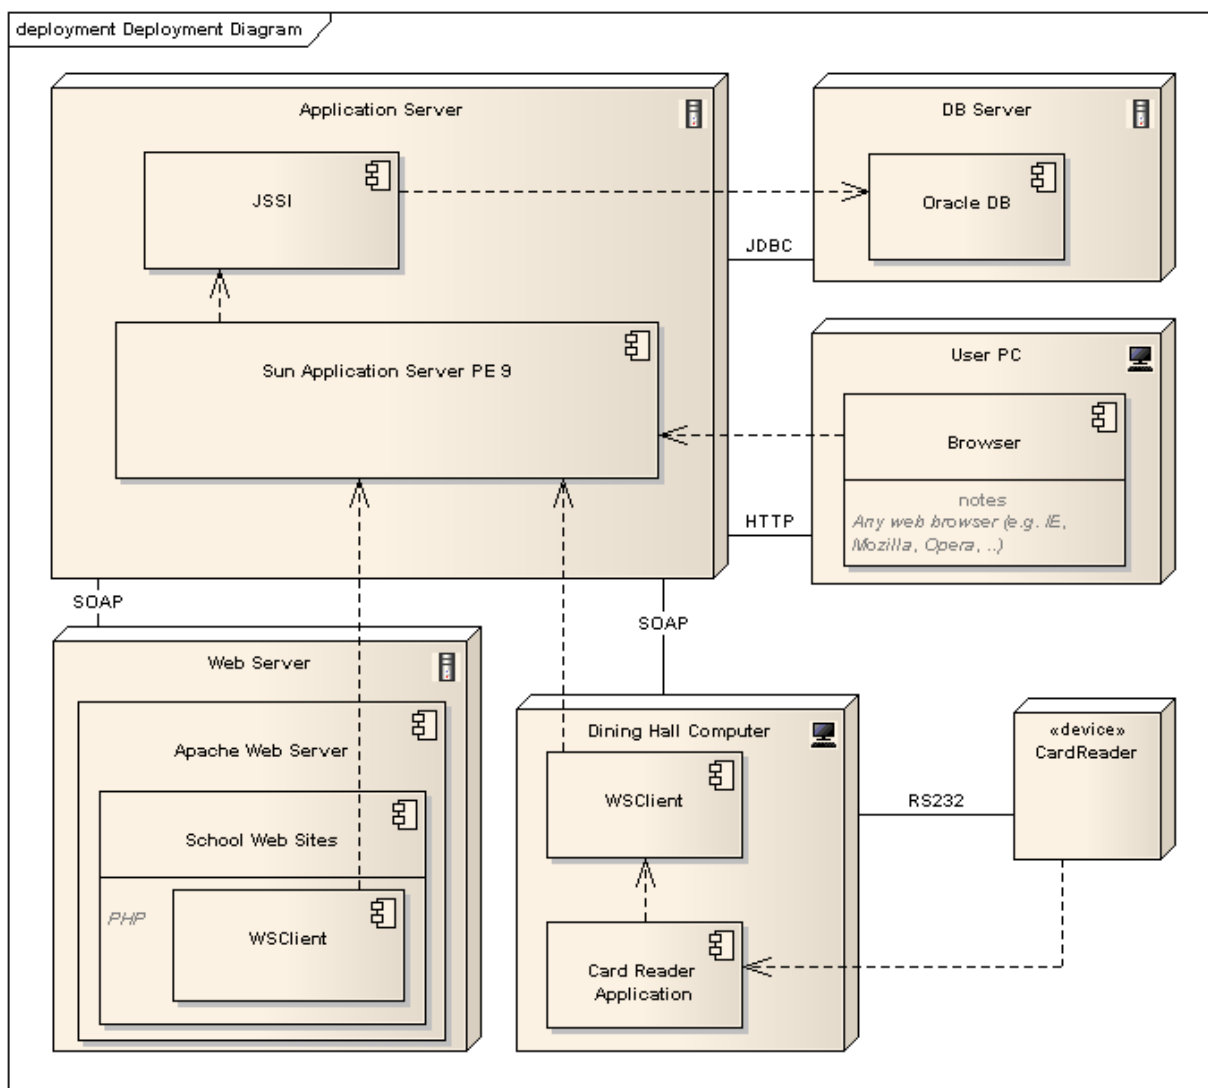 deployment Deployment Diagram
Application Server
DB Server
JSSI
Oracle DB
JDBC
Sun Application Server PE 9
User PC
Browser
notes
Any web browser (e.g. IE,
Mozilla, Opera, ..)
HTTP
SOAP
SOAP
Web Server
Apache Web Server
School Web Sites
PHP
WSClient
Dining Hall Computer
WSClient
Card Reader
Application
RS232
«device»
CardReader